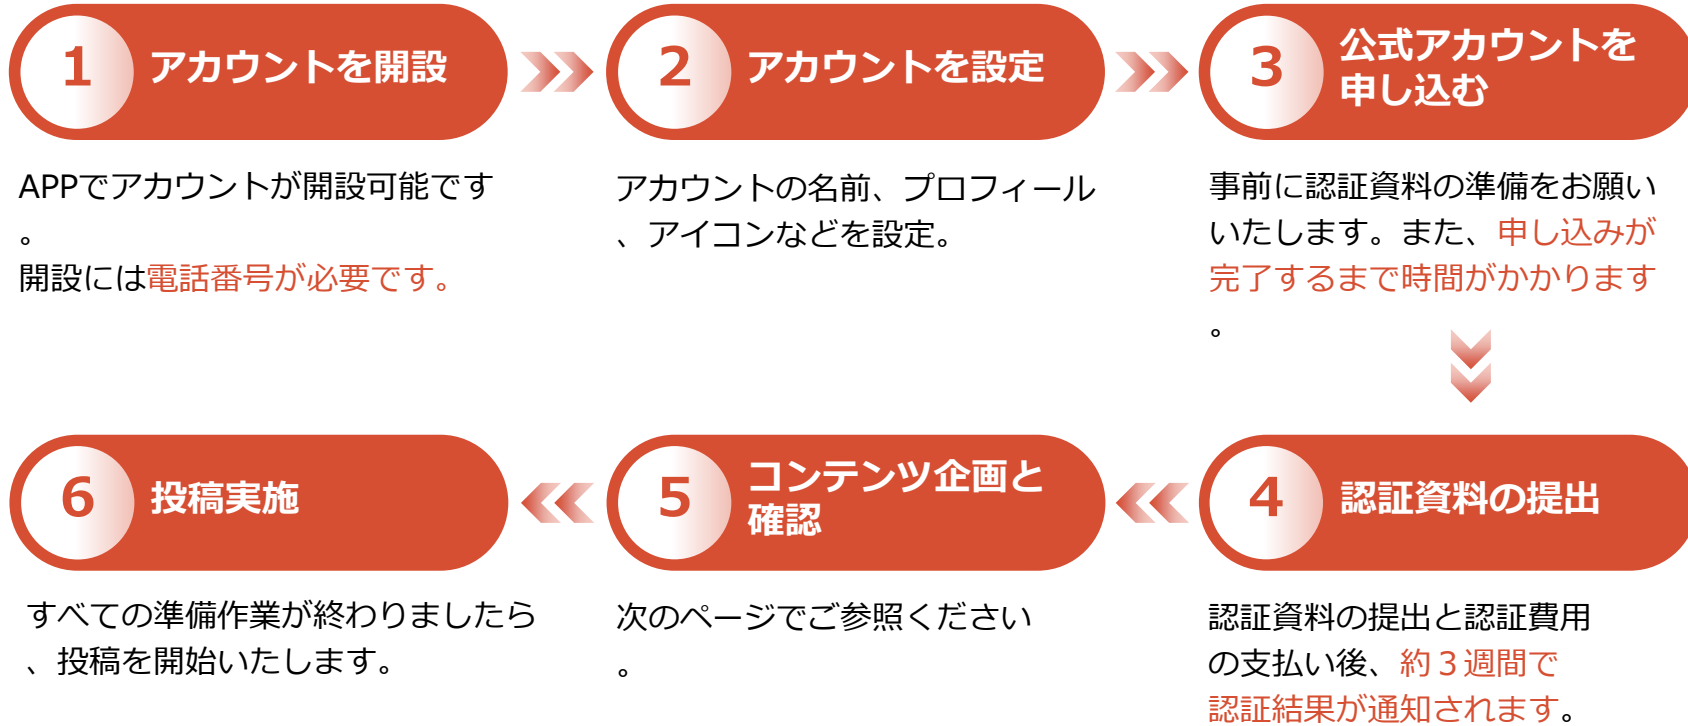 1
アカウントを開設
APPでアカウントが開設可能です
。
開設には電話番号が必要です。
2
アカウントを設定
アカウントの名前、プロフィール
、アイコンなどを設定。
3
公式アカウントを
申し込む
事前に認証資料の準備をお願い
いたします。また、申し込みが
完了するまで時間がかかります
。
4
認証資料の提出
認証資料の提出と認証費用
の支払い後、約３週間で
認証結果が通知されます。
5
コンテンツ企画と
確認
次のページでご参照ください
。
6
投稿実施
すべての準備作業が終わりましたら
、投稿を開始いたします。